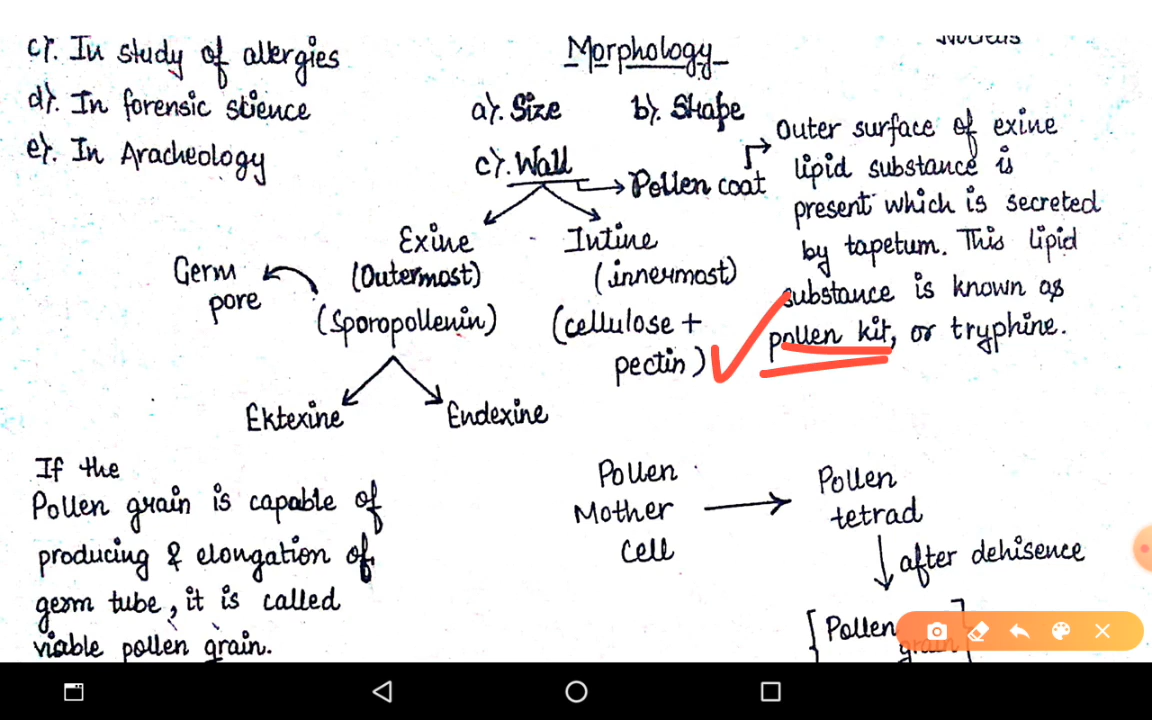 c). In study of allergies
d). In forensic science
e). In Aracheology
Morphology
a). Size
b). Shape
c). Wall
Pollen coat
Outer surface of exine
lipid substance is
present which is secreted
by tapetum. This lipid
substance is known as
pollen kit, or tryphine.
Exine
(Outermost)
(Sporopollenin)
Intine
(innermost)
(cellulose +
pectin)
Germ
pore
Ektexine
Endexine
If the
Pollen grain is capable of
producing & elongation of
germ tube, it is called
viable pollen grain.
Pollen
Mother
cell
Pollen
tetrad
after dehisence
Pollen
grain